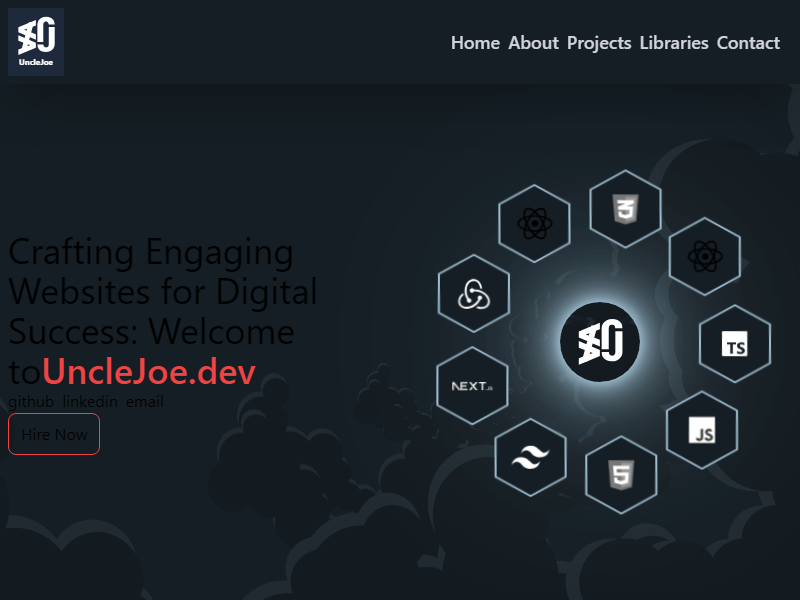 UncleJoe
Home About Projects Libraries Contact
Crafting Engaging
Websites for Digital
Success: Welcome
toUncleJoe.dev
github linkedin email
Hire Now
3
TS
NEXT.JS
JS
5